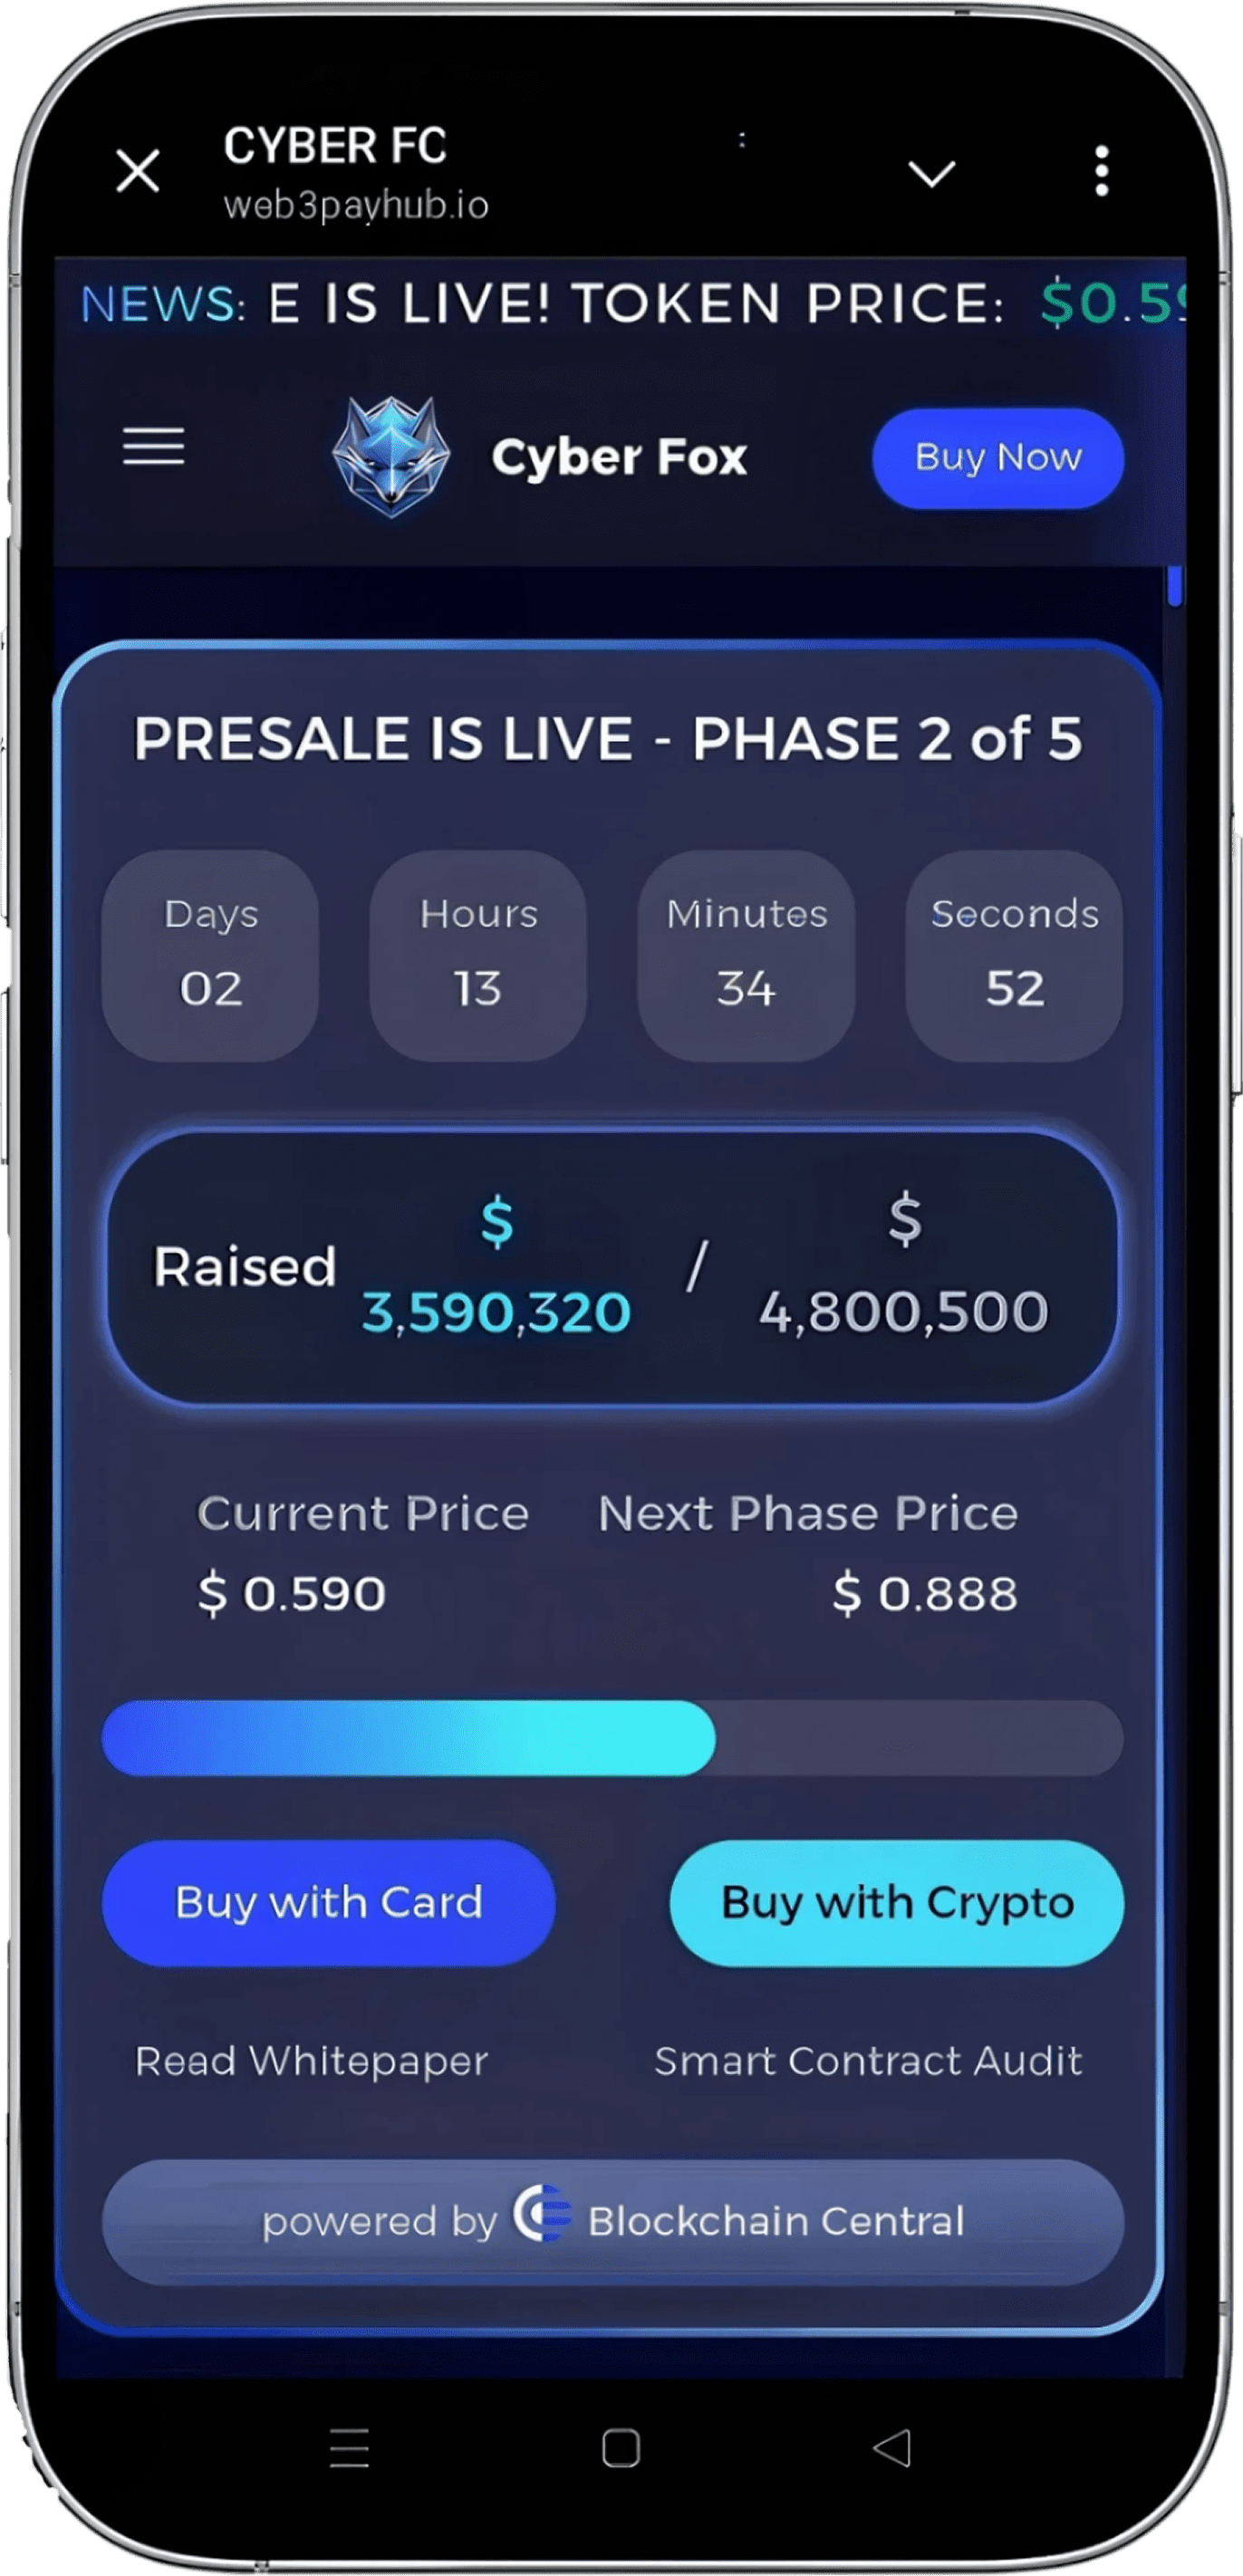 CYBER FC
web3payhub.io
NEWS: E IS LIVE! TOKEN PRICE: $0.59
Cyber Fox
Buy Now
PRESALE IS LIVE - PHASE 2 of 5
Days Hours Minutes Seconds
02 13 34 52
Raised $ 3,590,320 / $ 4,800,500
Current Price Next Phase Price
$ 0.590 $ 0.888
Buy with Card Buy with Crypto
Read Whitepaper Smart Contract Audit
powered by Blockchain Central